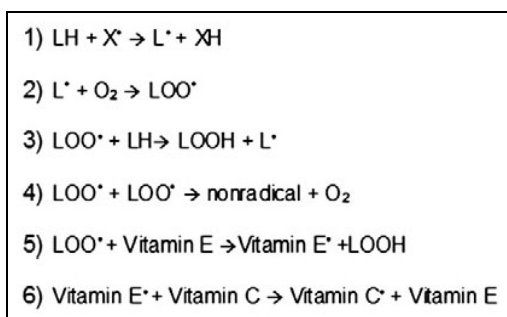 1) LH + X• → L• + XH
2) L• + O₂ → LOO•
3) LOO• + LH→ LOOH + L•
4) LOO• + LOO• → nonradical + O₂
5) LOO• + Vitamin E →Vitamin E• +LOOH
6) Vitamin E• + Vitamin C → Vitamin C• + Vitamin E